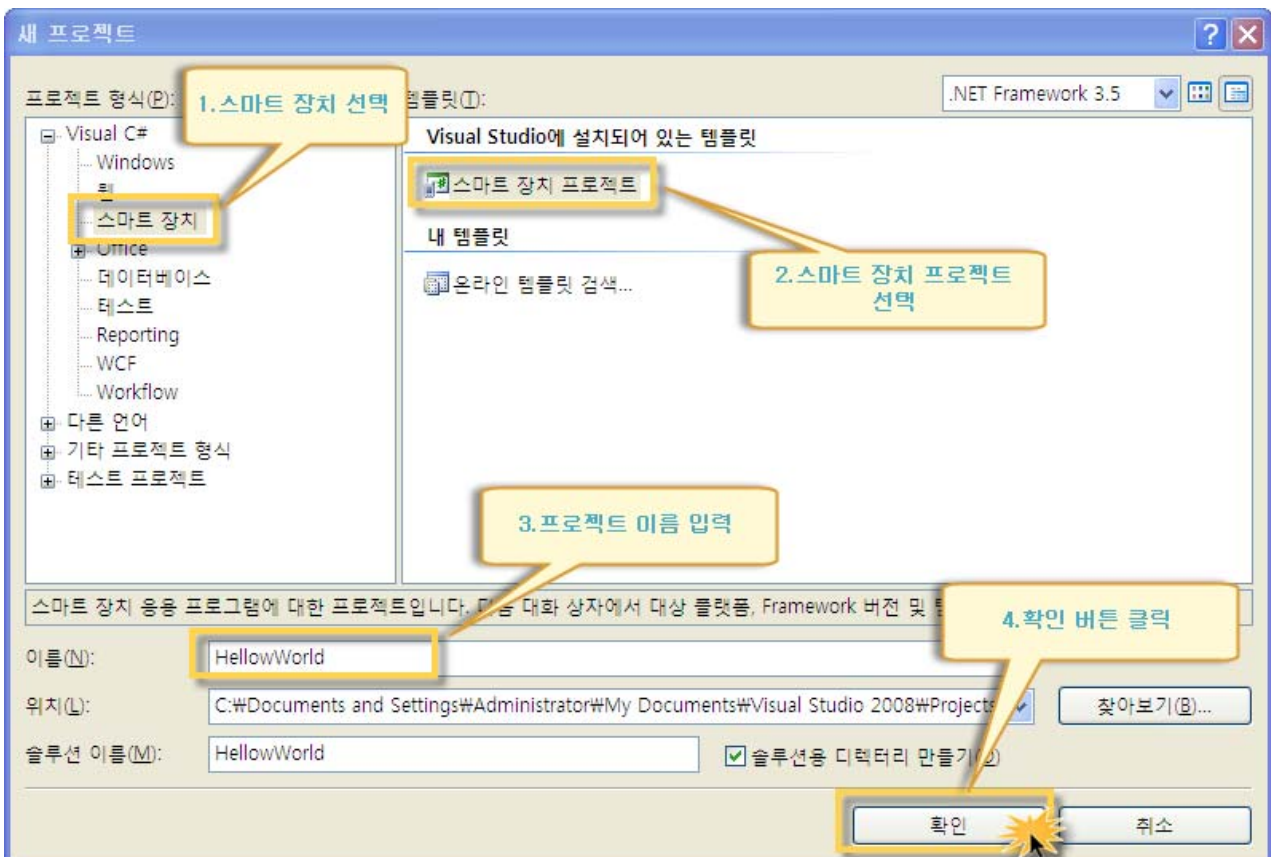 새 프로젝트
프로젝트 형식(P):
1.스마트 장치 선택
템플릿(T):
.NET Framework 3.5
Visual C#
Windows
웹
스마트 장치
Office
데이터베이스
테스트
Reporting
WCF
Workflow
다른 언어
기타 프로젝트 형식
테스트 프로젝트
Visual Studio에 설치되어 있는 템플릿
스마트 장치 프로젝트
내 템플릿
온라인 템플릿 검색...
2.스마트 장치 프로젝트
선택
3.프로젝트 이름 입력
스마트 장치 응용 프로그램에 대한 프로젝트입니다. 다음 대화 상자에서 대상 플랫폼, Framework 버전 및
4.확인 버튼 클릭
이름(N):
HellowWorld
위치(L):
C:₩Documents and Settings₩Administrator₩My Documents₩Visual Studio 2008₩Projects
찾아보기(B)...
솔루션 이름(M):
HellowWorld
솔루션용 디렉터리 만들기(D)
확인
취소